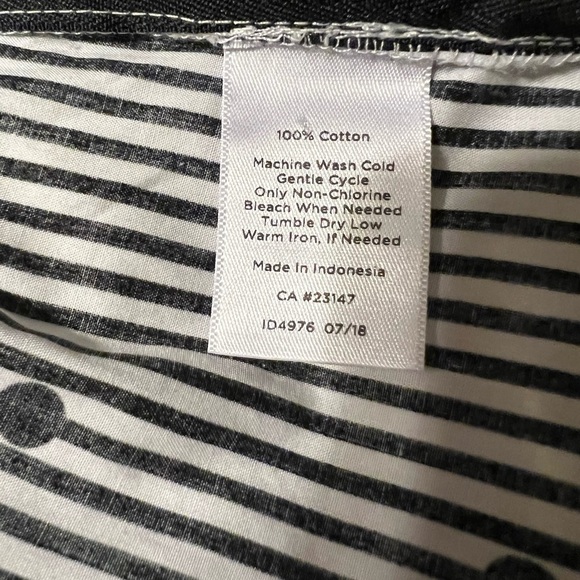 100% Cotton
Machine Wash Cold
Gentle Cycle
Only Non-Chlorine
Bleach When Needed
Tumble Dry Low
Warm Iron, If Needed
Made In Indonesia
CA #23147
ID4976 07/18